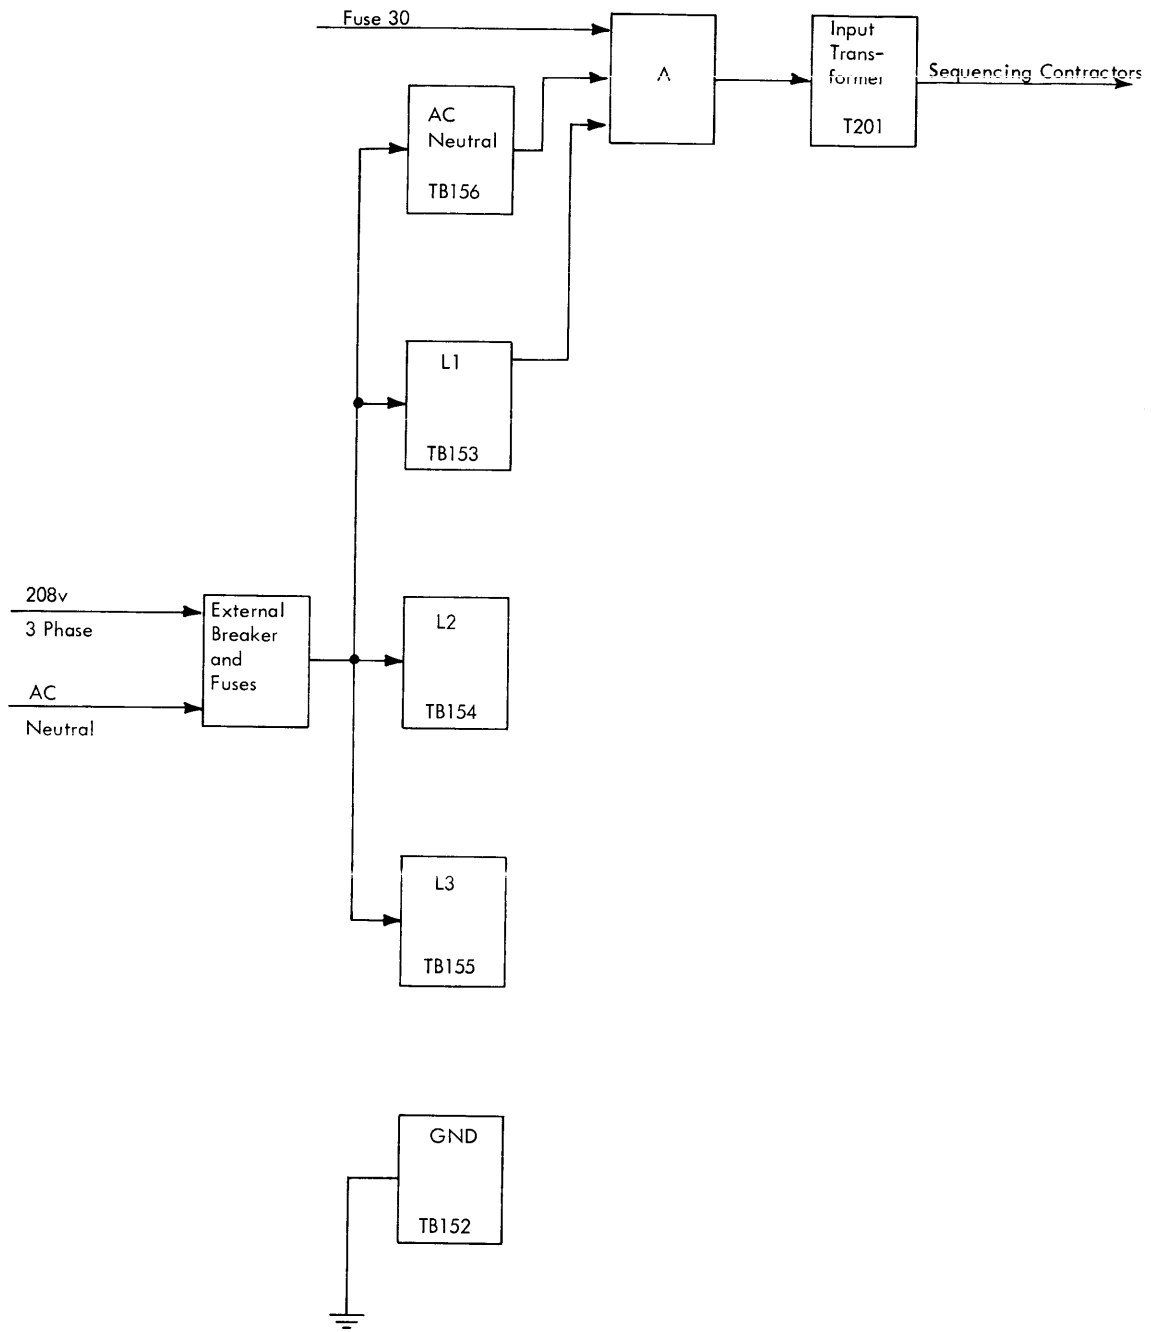 Fuse 30
Λ
Input
Trans-
former
T201
Sequencing Contractors
AC
Neutral
TB156
L1
TB153
208v
3 Phase
AC
Neutral
External
Breaker
and
Fuses
L2
TB154
L3
TB155
GND
TB152